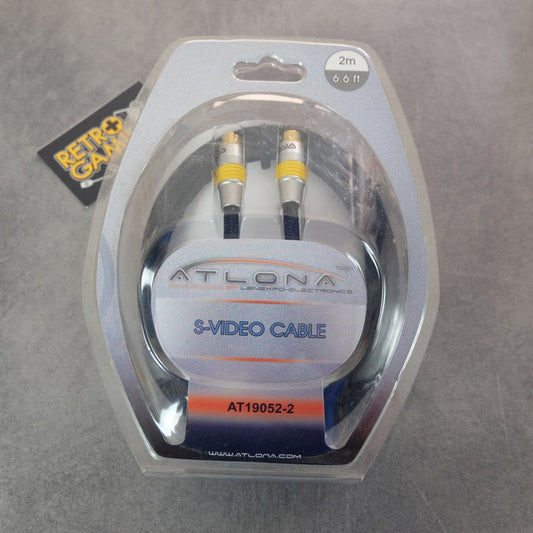 2m
6.6 ft
RETRO
GAME
ATLONA
BY LENEXPO-ELECTRONICS
S-VIDEO CABLE
AT19052-2
WWW.ATLONA.COM